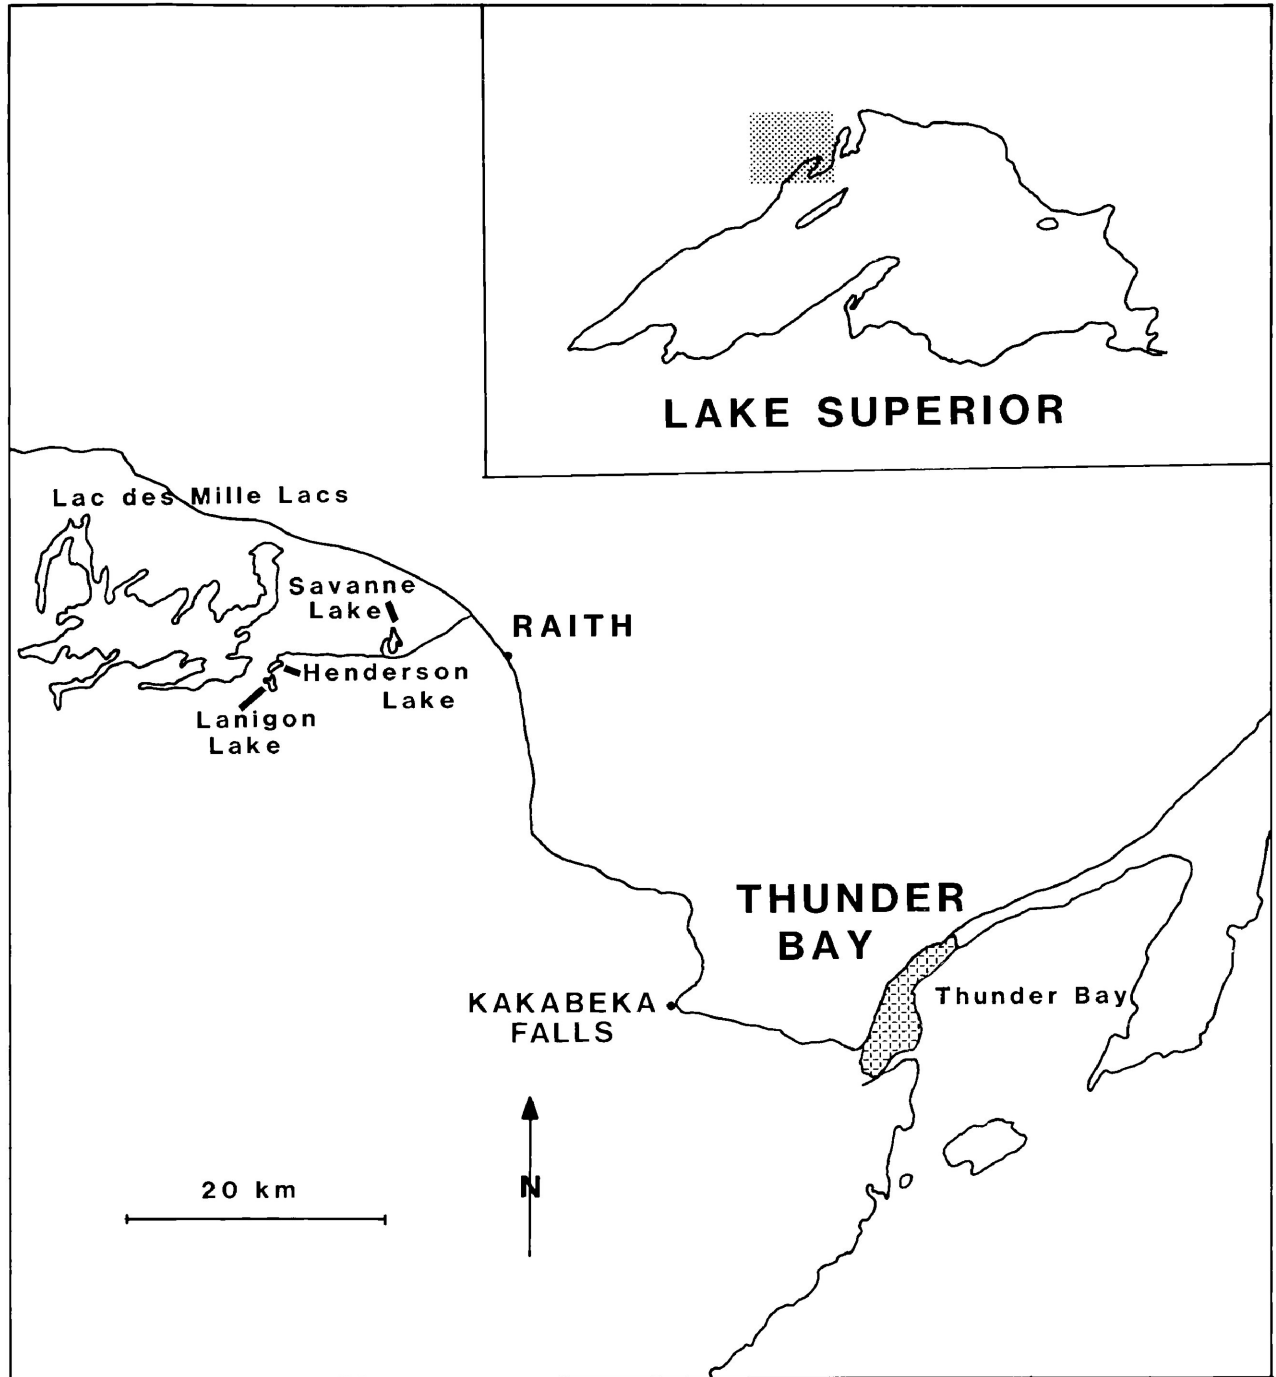 LAKE SUPERIOR
Lac des Mille Lacs
Savanne
Lake
RAITH
Henderson
Lake
Lanigon
Lake
THUNDER
BAY
Thunder Bay
KAKABEKA
FALLS
N
20 km